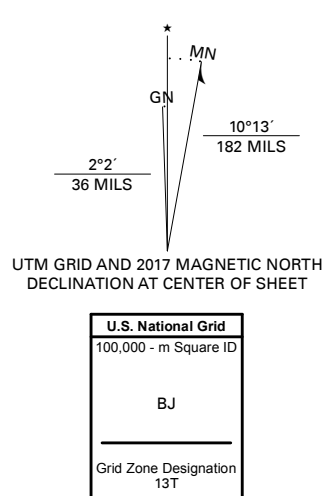 ★
MN
GN
10°13´
182 MILS
2°2´
36 MILS
UTM GRID AND 2017 MAGNETIC NORTH
DECLINATION AT CENTER OF SHEET
U.S. National Grid
100,000 - m Square ID
BJ
Grid Zone Designation
13T